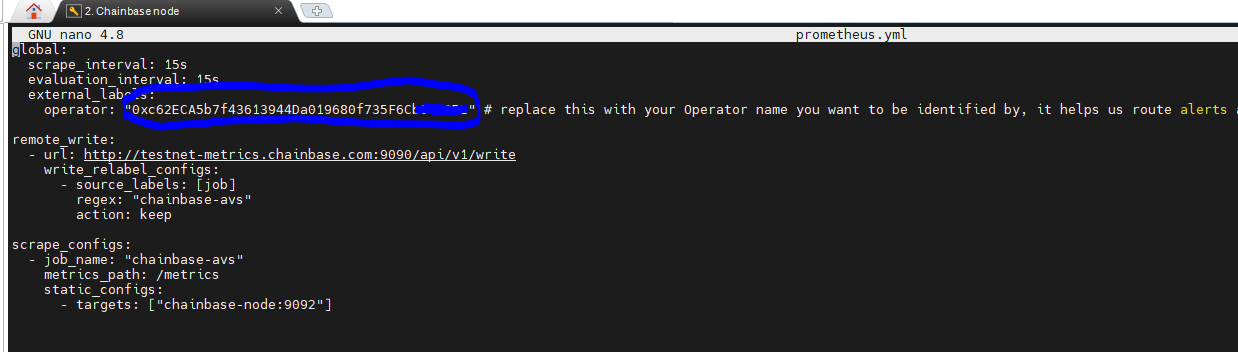 2. Chainbase node
GNU nano 4.8 prometheus.yml
global:
scrape_interval: 15s
evaluation_interval: 15s
external_labels:
operator: "0xc62ECA5b7f43613944Da019680f735F6Cb # replace this with your Operator name you want to be identified by, it helps us route alerts a
remote_write:
- url: http://testnet-metrics.chainbase.com:9090/api/v1/write
write_relabel_configs:
- source_labels: [job]
regex: "chainbase-avs"
action: keep
scrape_configs:
- job_name: "chainbase-avs"
metrics_path: /metrics
static_configs:
- targets: ["chainbase-node:9092"]